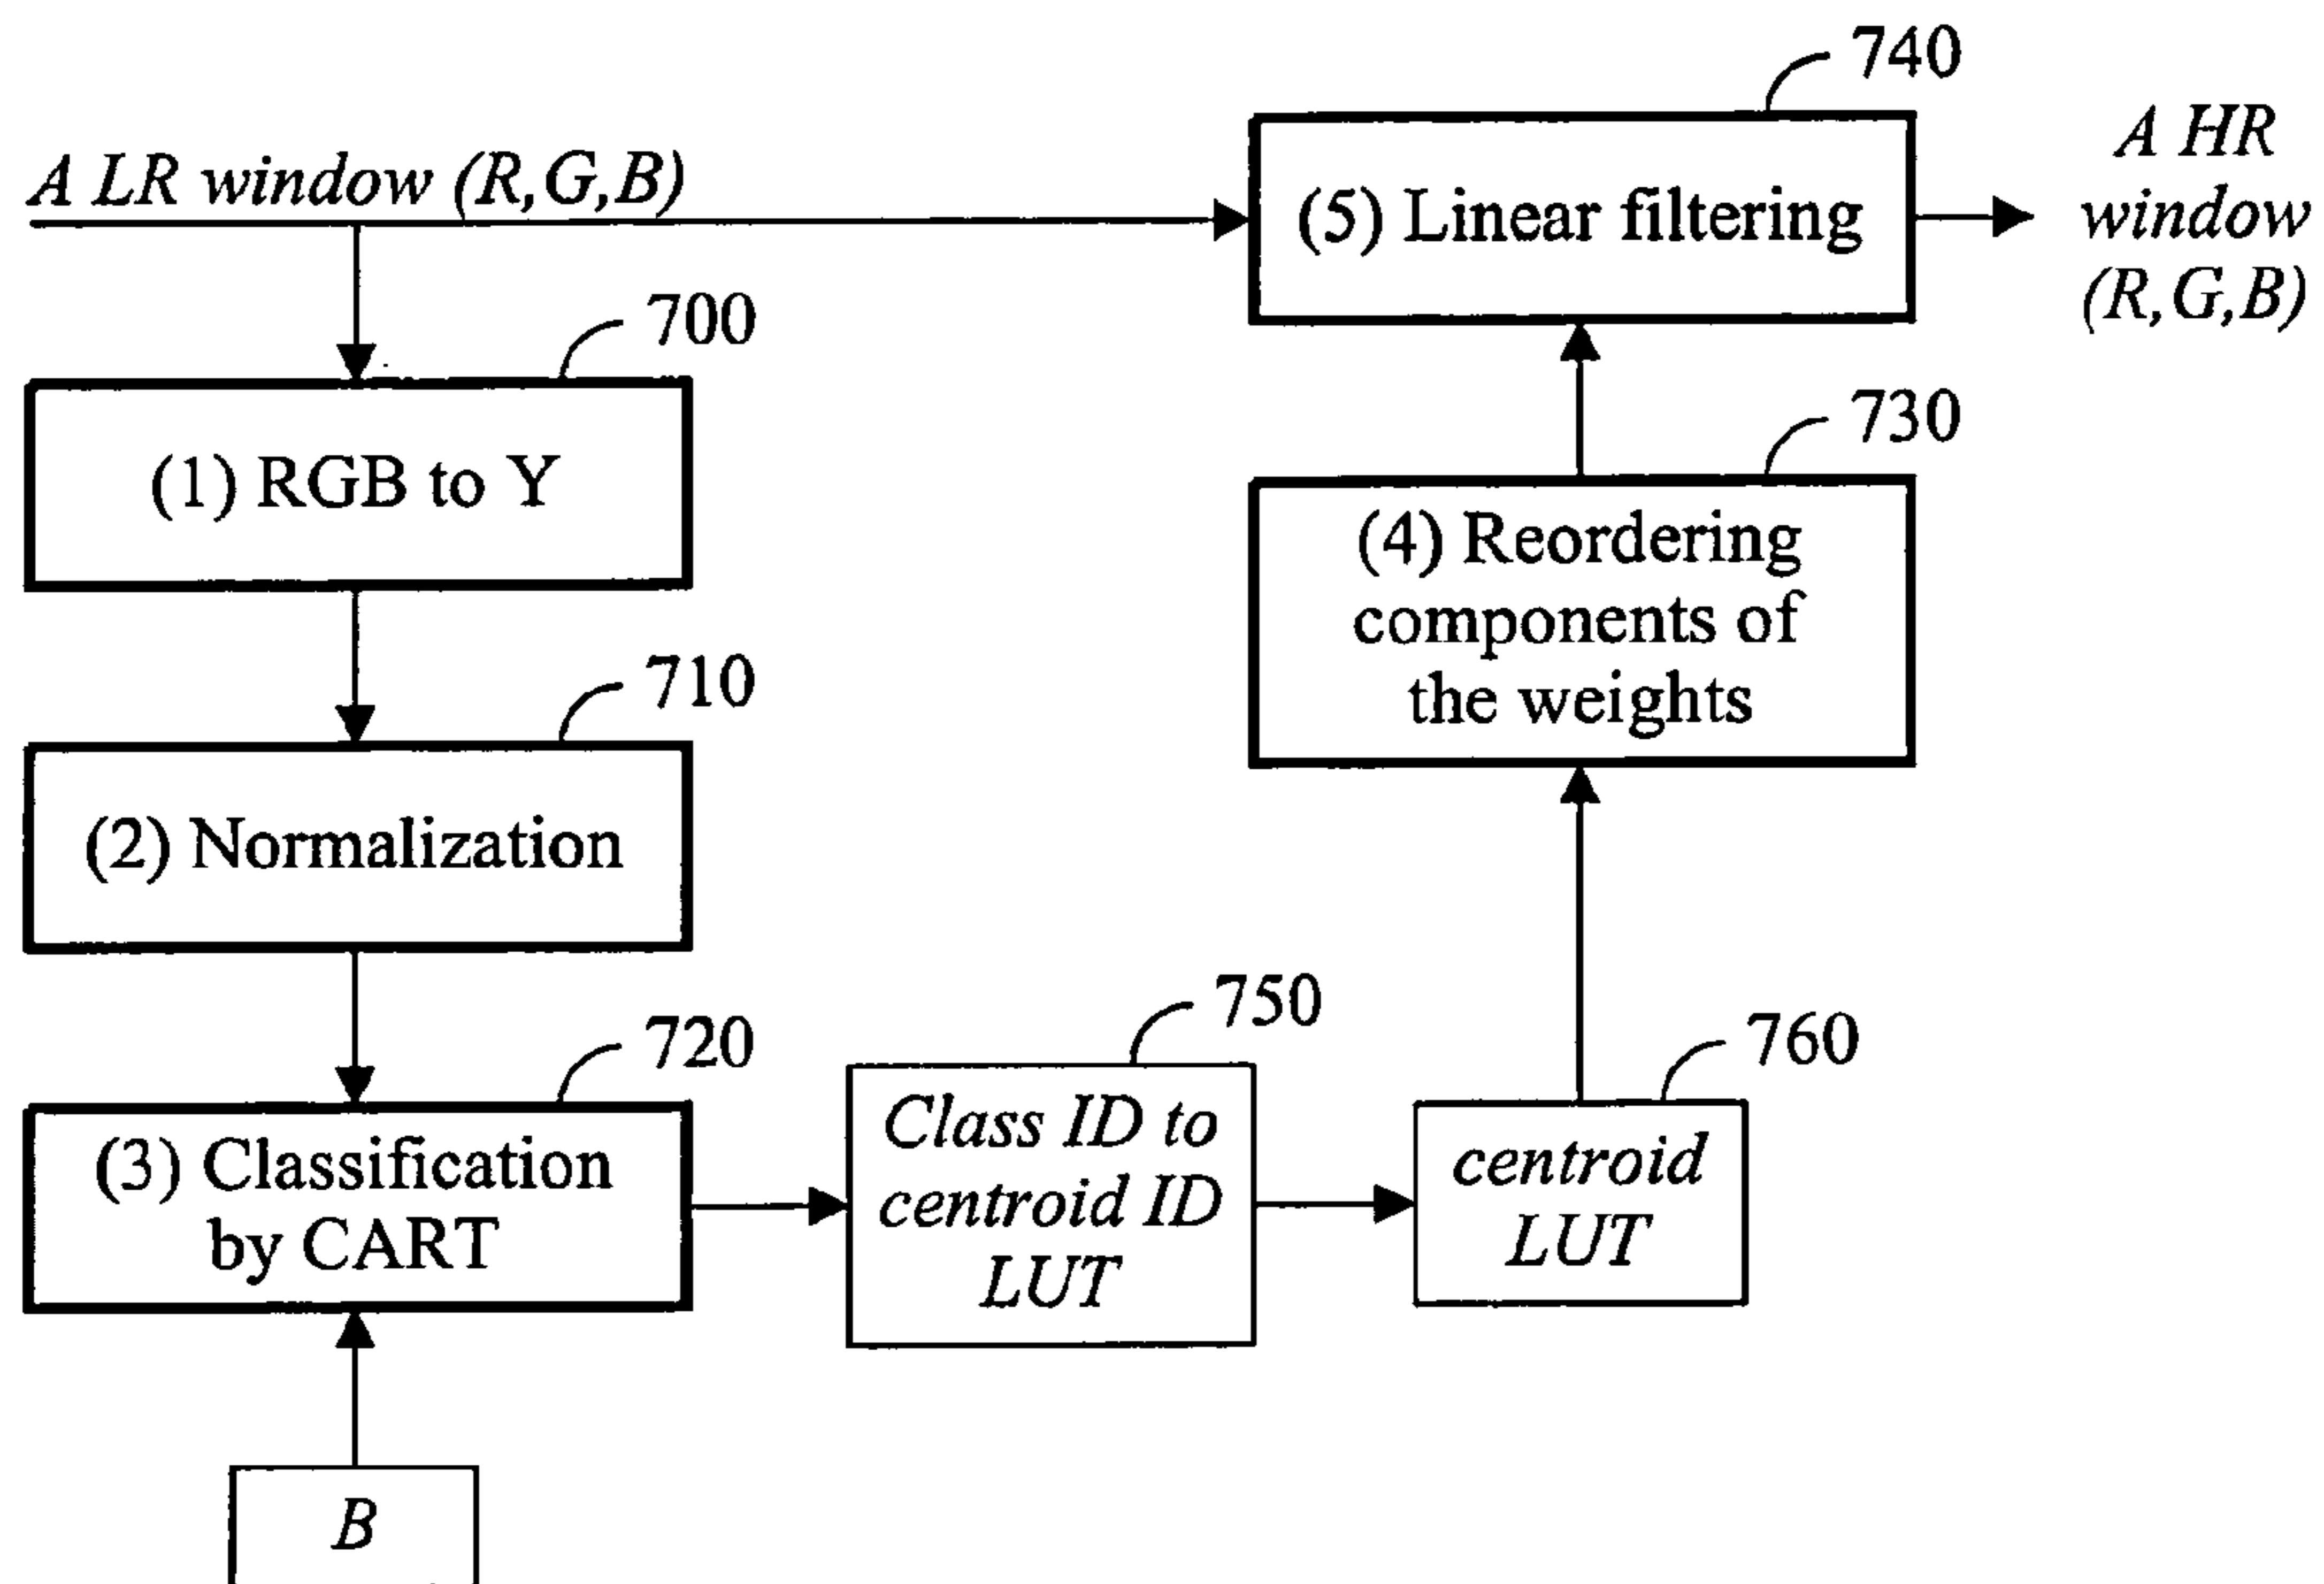 740
A HR
window
(R,G,B)
A LR window (R,G,B)
(5) Linear filtering
700
730
(1) RGB to Y
(4) Reordering
components of
the weights
710
(2) Normalization
750
760
720
Class ID to
centroid ID
LUT
centroid
LUT
(3) Classification
by CART
B